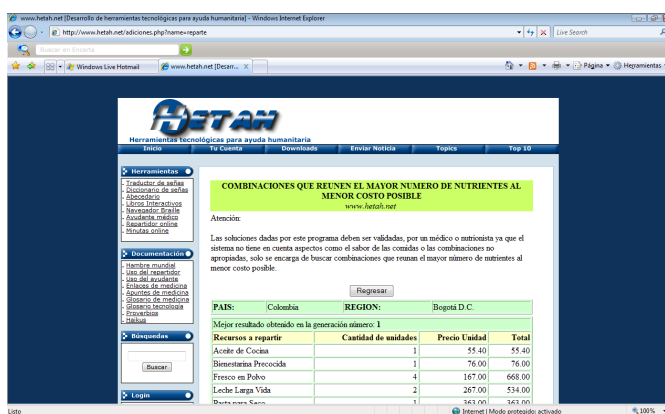 www.hetah.net [Desarrollo de herramientas tecnológicas para ayuda humanitaria] - Windows Internet Explorer
http://www.hetah.net/adiciones.php?name=reparte
Live Search
Buscar en Encarta
Windows Live Hotmail
www.hetah.net [Desarr...
Página
Herramientas
HETAH
Herramientas tecnológicas para ayuda humanitaria
Inicio Tu Cuenta Downloads Enviar Noticia Topics Top 10
Herramientas
Traductor de señas
Diccionario de señas
Abecedario
Libros Interactivos
Navegador Braille
Ayudante médico
Repartidor online
Minutas online
Documentación
Hambre mundial
Uso del repartidor
Uso del ayudante
Enlaces de medicina
Apuntes de medicina
Glosario de medicina
Glosario tecnología
Proverbios
Haikus
Búsquedas
Buscar
Login
COMBINACIONES QUE REUNEN EL MAYOR NUMERO DE NUTRIENTES AL
MENOR COSTO POSIBLE
www.hetah.net
Atención:
Las soluciones dadas por este programa deben ser validadas, por un médico o nutrionista ya que el
sistema no tiene en cuenta aspectos como el sabor de las comidas o las combinaciones no
apropiadas, solo se encarga de buscar combinaciones que reunan el mayor número de nutrientes al
menor costo posible.
Regresar
PAIS: Colombia REGION: Bogotá D.C.
Mejor resultado obtenido en la generación número: 1
Recursos a repartir Cantidad de unidades Precio Unidad Total
Aceite de Cocina 1 55.40 55.40
Bienestarina Precocida 1 76.00 76.00
Fresco en Polvo 4 167.00 668.00
Leche Larga Vida 2 267.00 534.00
Pasta para Seco 1 363.00 363.00
Listo
Internet | Modo protegido: activado
100%